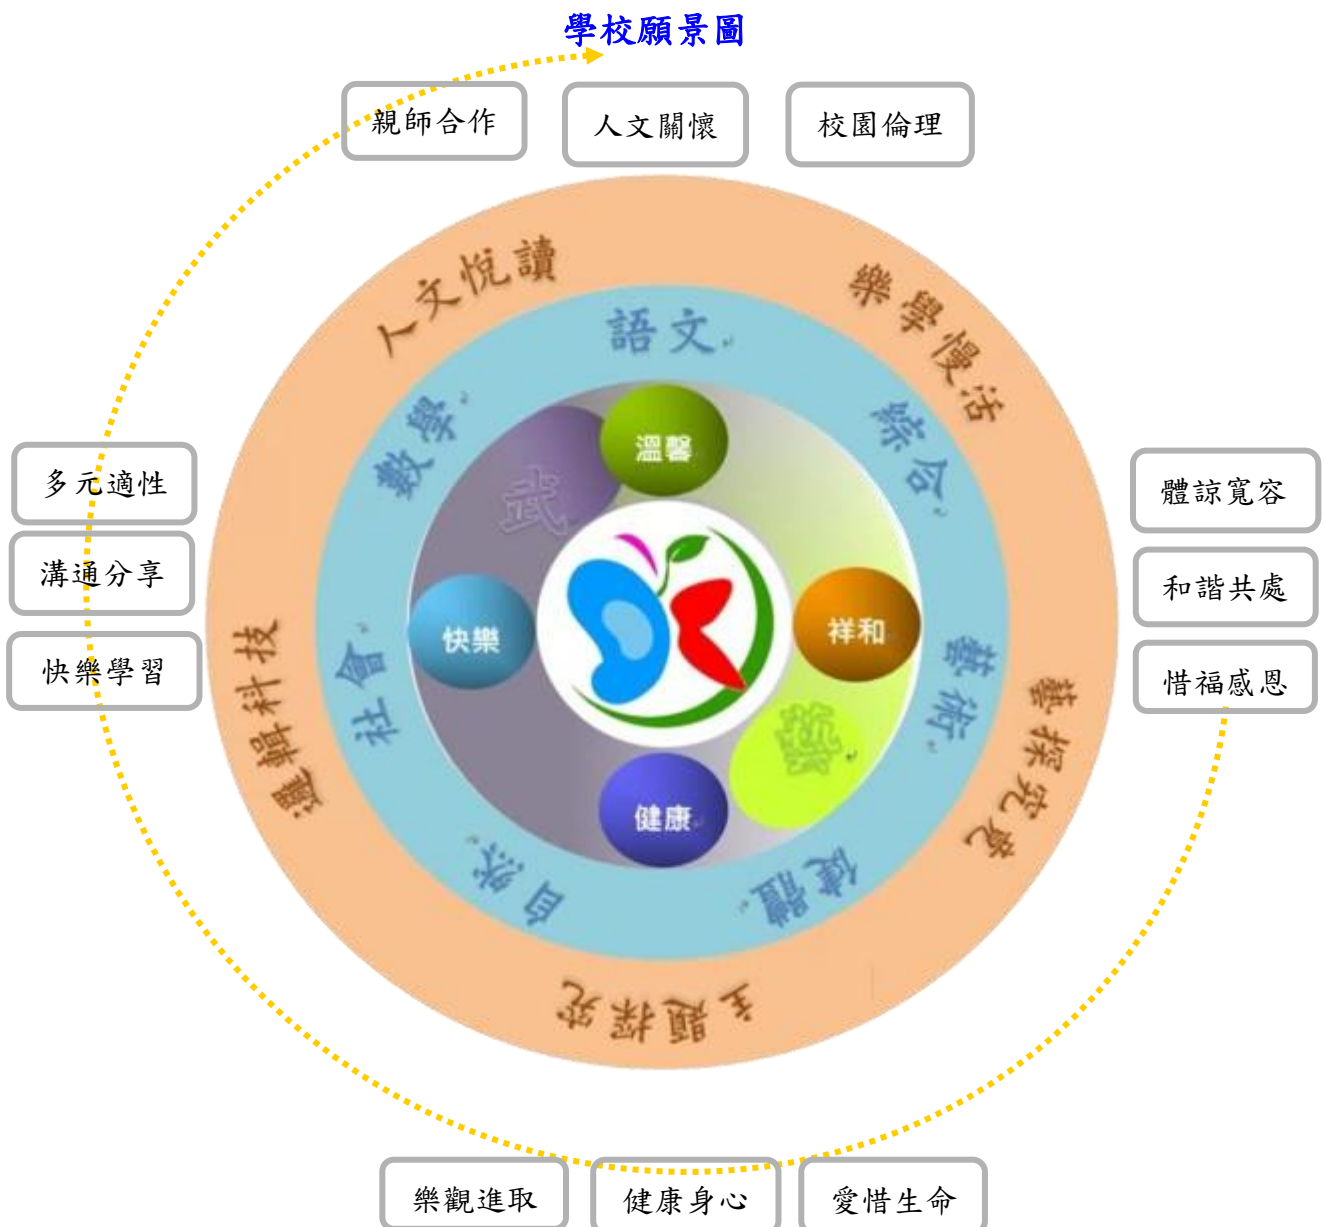 學校願景圖
親師合作
人文關懷
校園倫理
人文悅讀
樂學慢活
語文
數學
綜合
溫馨
武
多元適性
溝通分享
快樂學習
體諒寬容
和諧共處
惜福感恩
快樂
祥和
社會
藝術
邏輯科技
藝探究竟
藝
健康
自然
健體
主題探究
樂觀進取
健康身心
愛惜生命